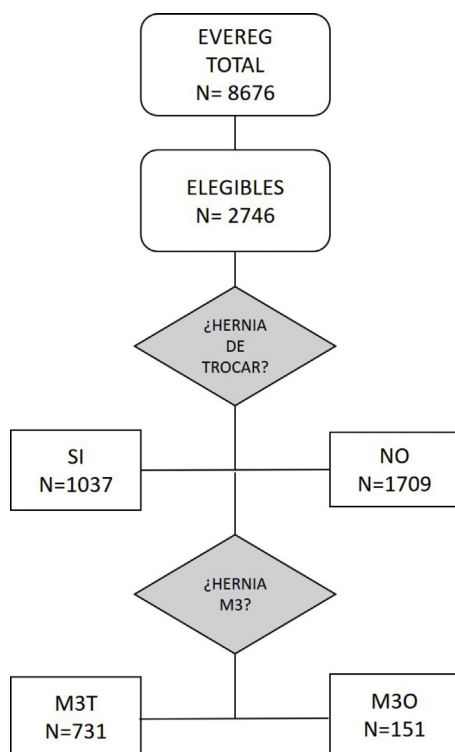 EVEREG
TOTAL
N= 8676
ELEGIBLES
N= 2746
¿HERNIA
DE
TROCAR?
SI
N=1037
NO
N=1709
¿HERNIA
M3?
M3T
N=731
M3O
N=151